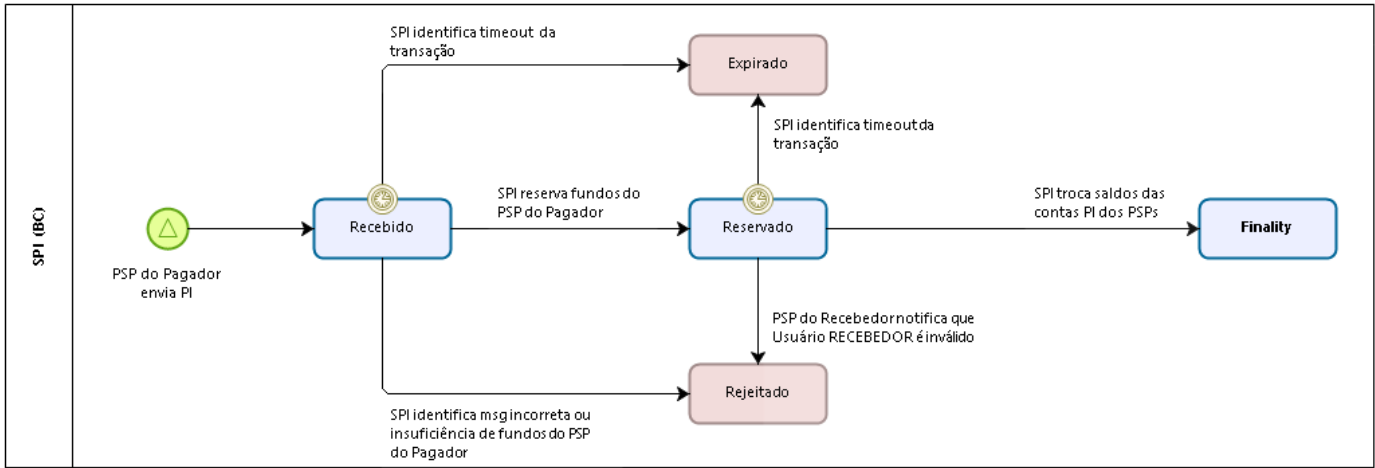 SPI (BC)
SPI identifica timeout da
transação
Expirado
SPI identifica timeout da
transação
SPI reserva fundos do
PSP do Pagador
SPI troca saldos das
contas PI dos PSPs
Recebido
Reservado
Finality
PSP do Pagador
envia PI
PSP do Recebedor notifica que
Usuário RECEBEDOR é inválido
Rejeitado
SPI identifica msg incorreta ou
insuficiência de fundos do PSP
do Pagador